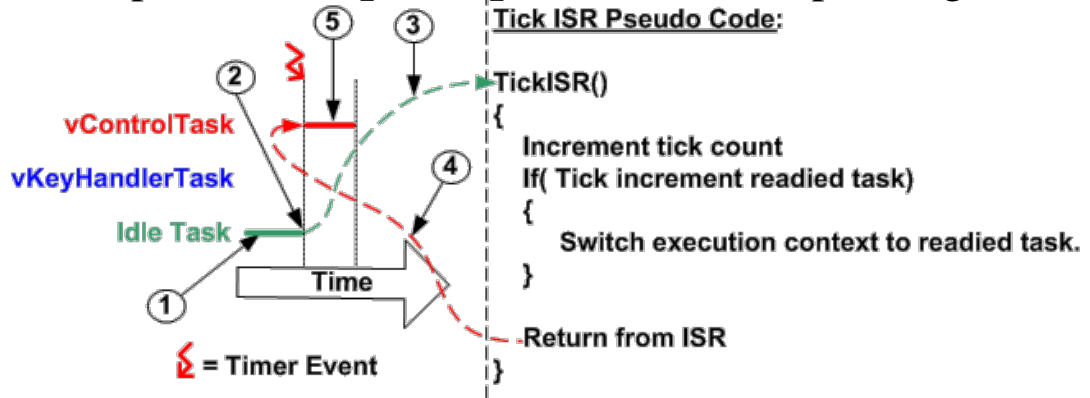 Tick ISR Pseudo Code:
5
3
2
TickISR()
{
vControlTask
Increment tick count
4
vKeyHandlerTask
If( Tick increment readied task)
{
Idle Task
Switch execution context to readied task.
}
Time
1
Return from ISR
= Timer Event
}